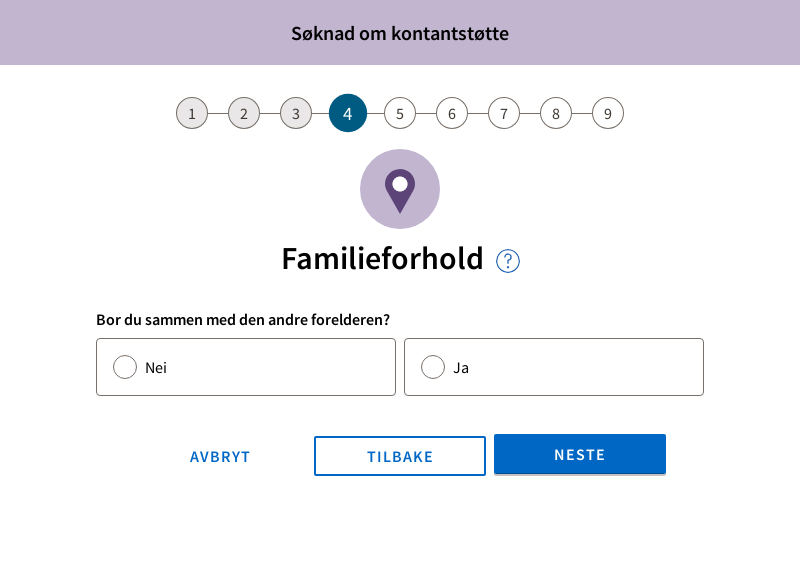 Søknad om kontantstøtte
1 2 3 4 5 6 7 8 9
Familieforhold ?
Bor du sammen med den andre forelderen?
Nei Ja
AVBRYT TILBAKE NESTE